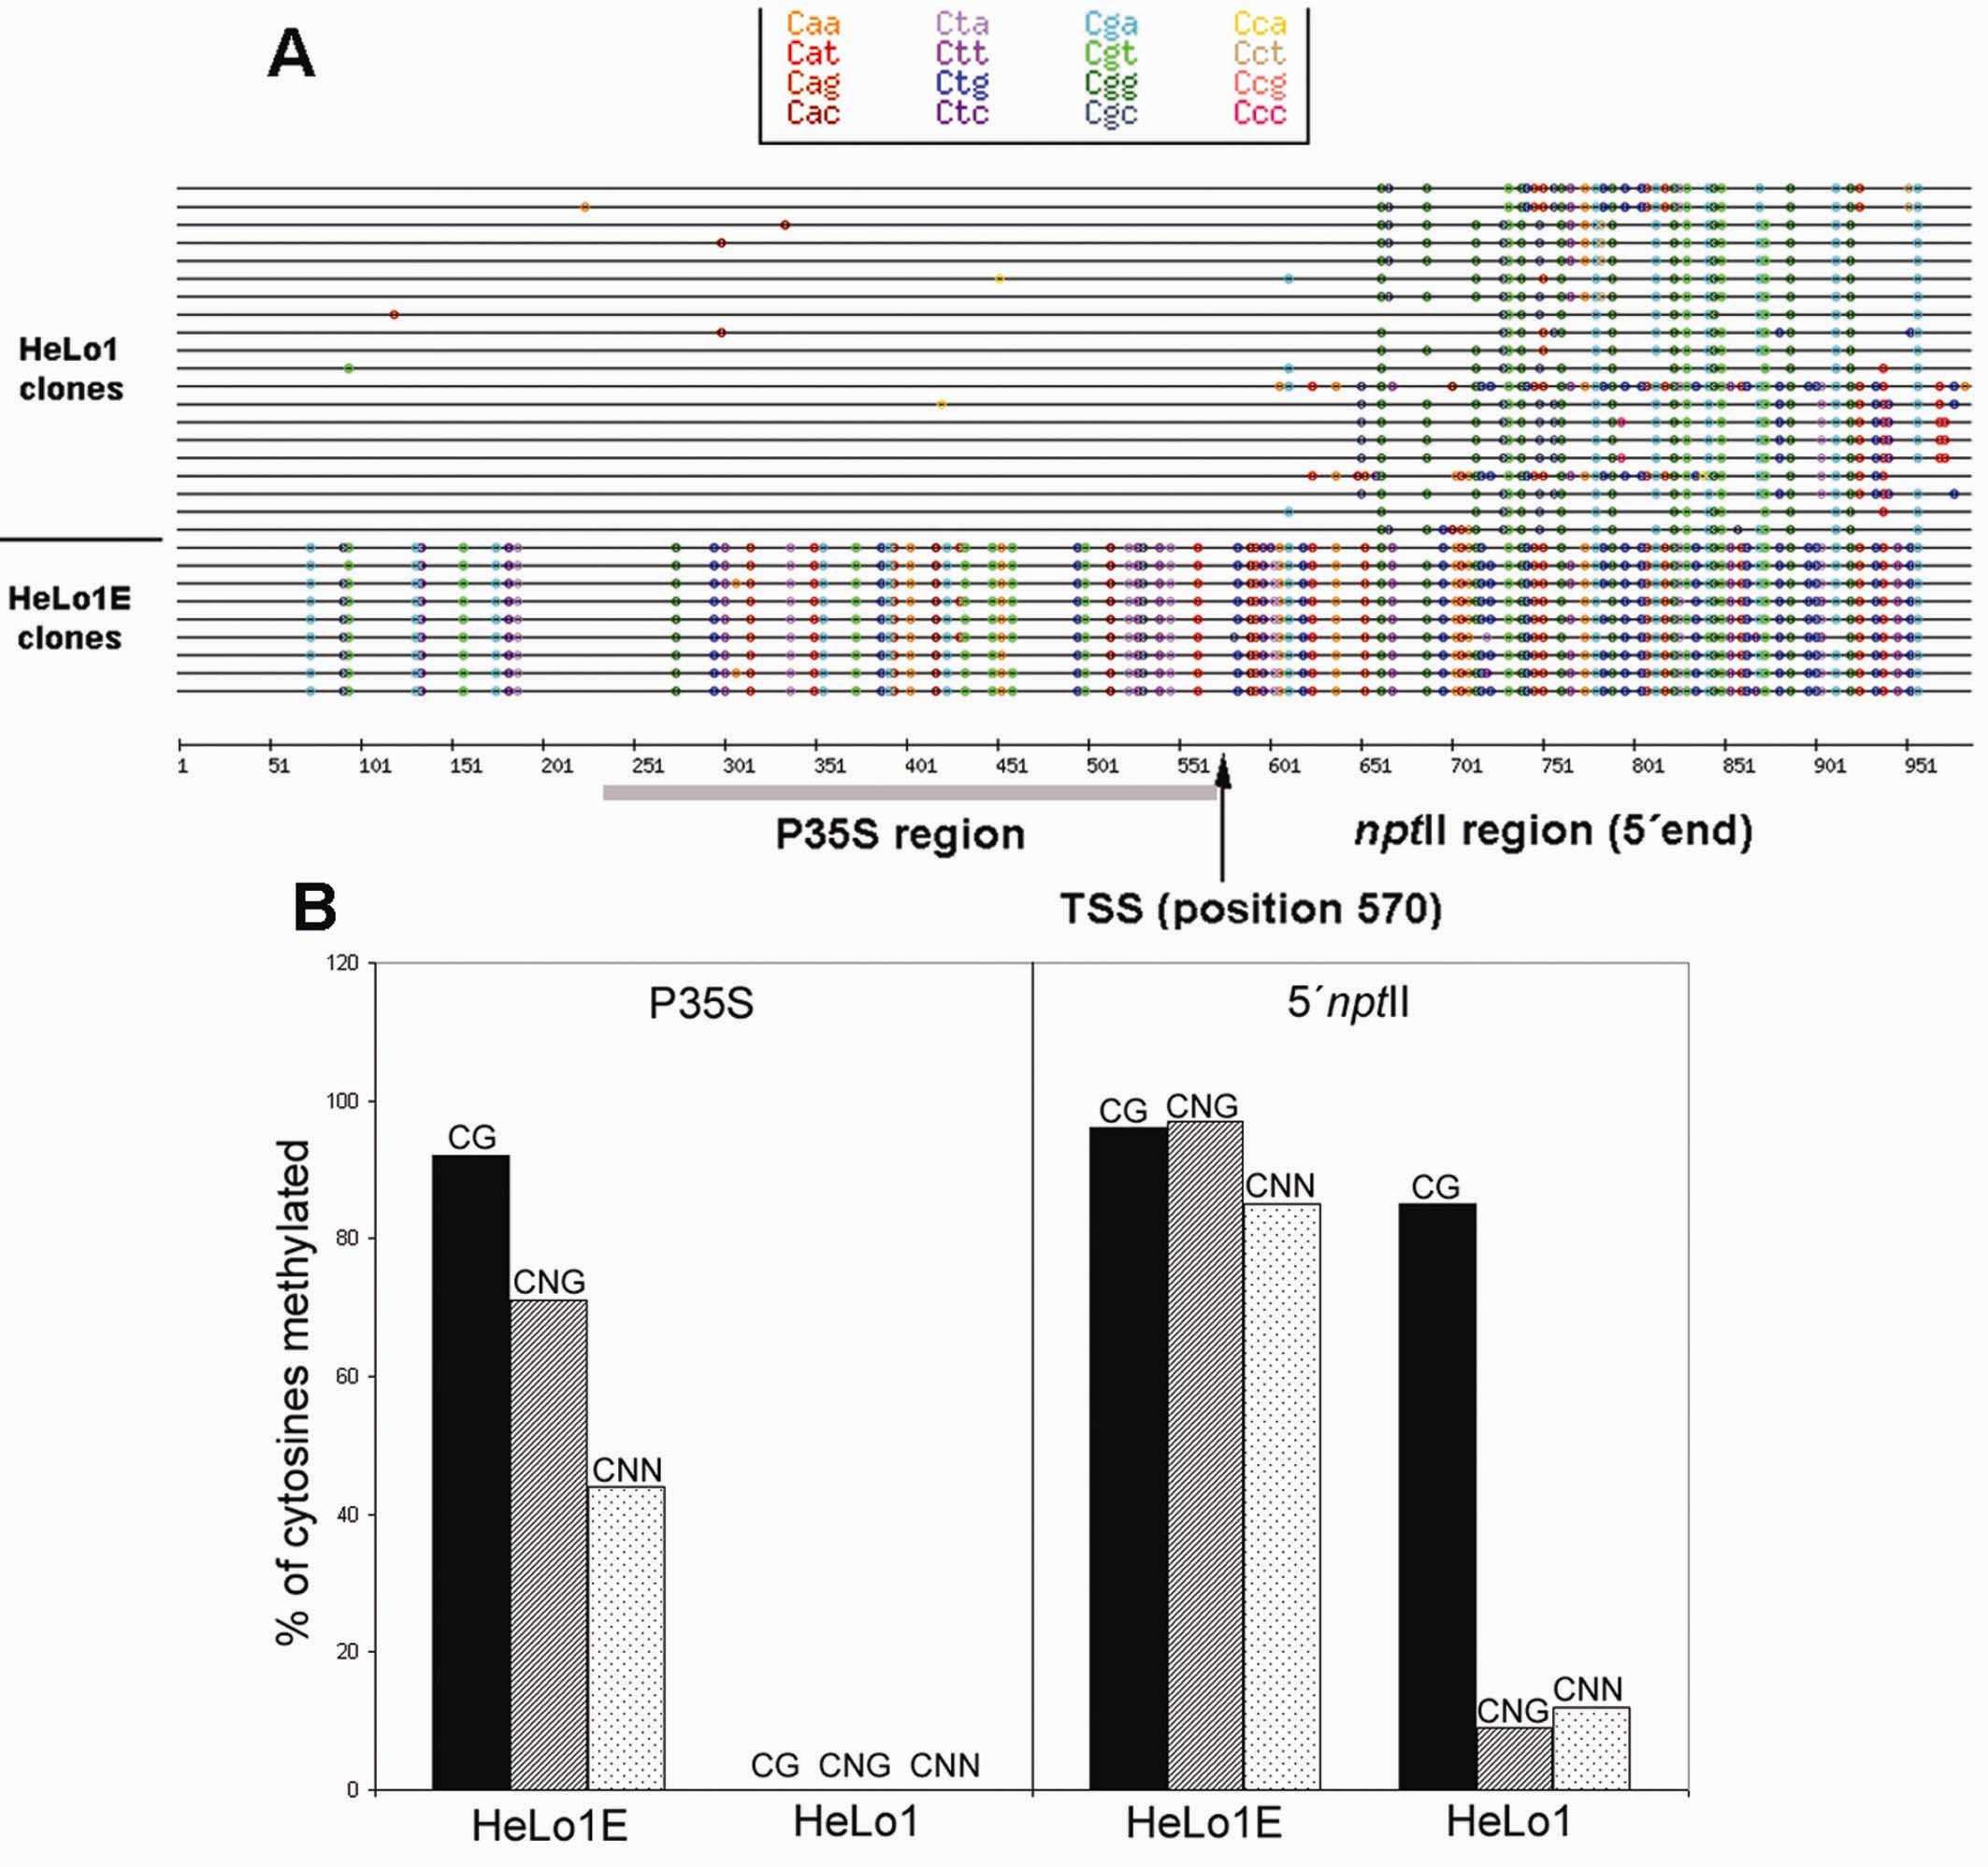 A
Caa Cta Cga Cca
Cat Ctt Cgt Cct
Cag Ctg Cgg Ccg
Cac Ctc Cgc Ccc
HeLo1
clones
HeLo1E
clones
1 51 101 151 201 251 301 351 401 451 501 551 601 651 701 751 801 851 901 951
P35S region
nptII region (5´end)
TSS (position 570)
B
% of cytosines methylated
120
100
80
60
40
20
0
P35S
5´nptII
CG
CNG
CNN
CG CNG CNN
CG CNG
CNN
CG
CNG
CNN
HeLo1E HeLo1 HeLo1E HeLo1